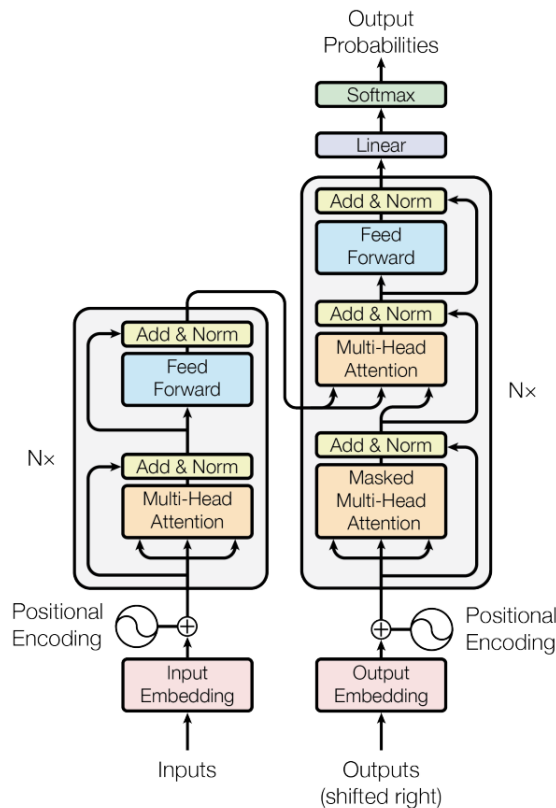 Output
Probabilities
Softmax
Linear
Add & Norm
Feed
Forward
Add & Norm
Multi-Head
Attention
Add & Norm
Masked
Multi-Head
Attention
N×
Add & Norm
Feed
Forward
Add & Norm
Multi-Head
Attention
N×
Positional
Encoding
Positional
Encoding
Input
Embedding
Output
Embedding
Inputs
Outputs
(shifted right)